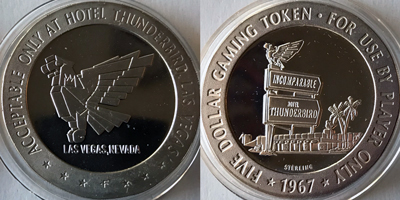 ACCEPTABLE ONLY AT HOTEL THUNDERBIRD LAS VEGAS
LAS VEGAS, NEVADA
FIVE DOLLAR GAMING TOKEN · FOR USE BY PLAYER ONLY
INCOMPARABLE
HOTEL
THUNDERBIRD
STERLING
★ 1967 ★